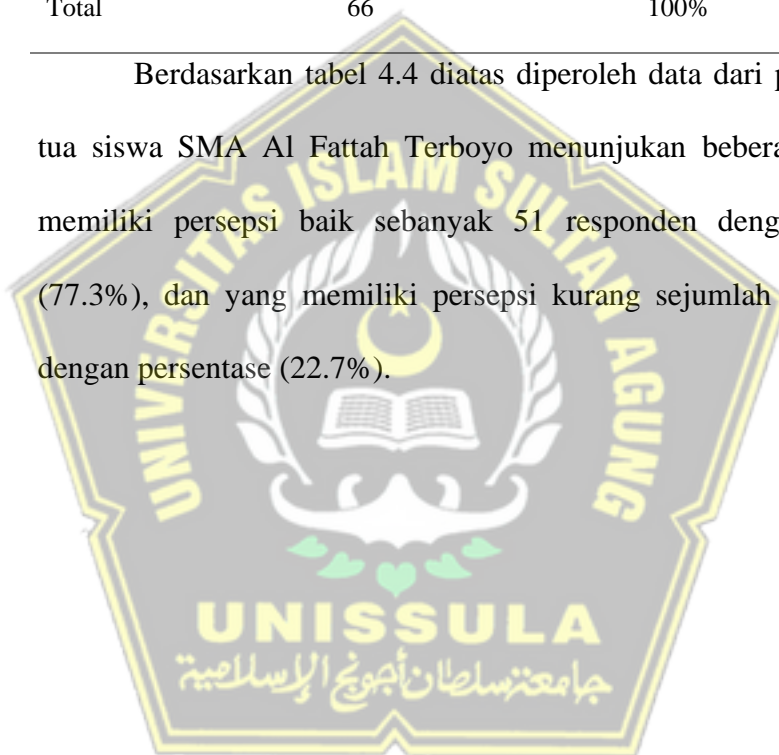 Total 66 100%
Berdasarkan tabel 4.4 diatas diperoleh data dari
tua siswa SMA Al Fattah Terboyo menunjukan
memiliki persepsi baik sebanyak 51 responden
(77.3%), dan yang memiliki persepsi kurang sejumlah
dengan persentase (22.7%).
UNIVERSITAS ISLAM SULTAN AGUNG
UNISSULA
جامعة سلطان أجونج الإسلامية